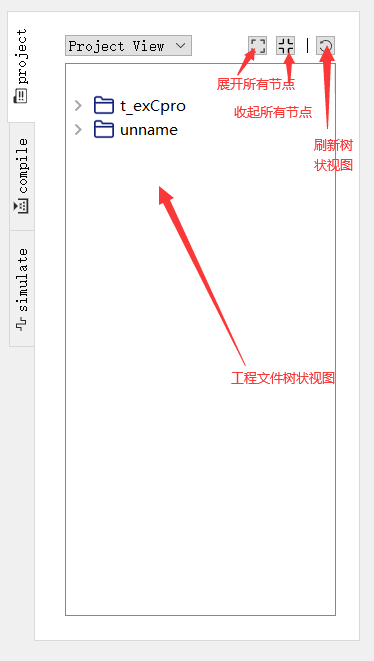 project
compile
simulate
Project View
展开所有节点
收起所有节点
刷新树
状视图
t_exCpro
unname
工程文件树状视图